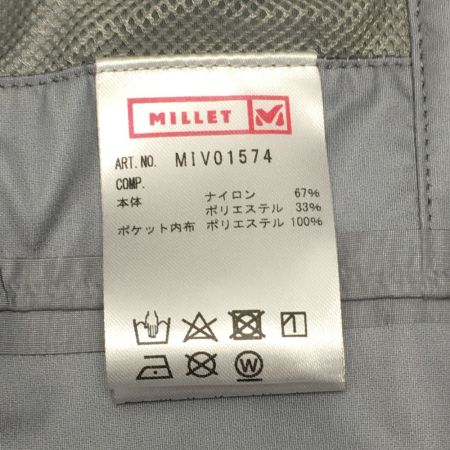 MILLET
ART.NO. MIV01574
COMP.
本体 ナイロン 67%
ポリエステル 33%
ポケット内布 ポリエステル 100%
1
W